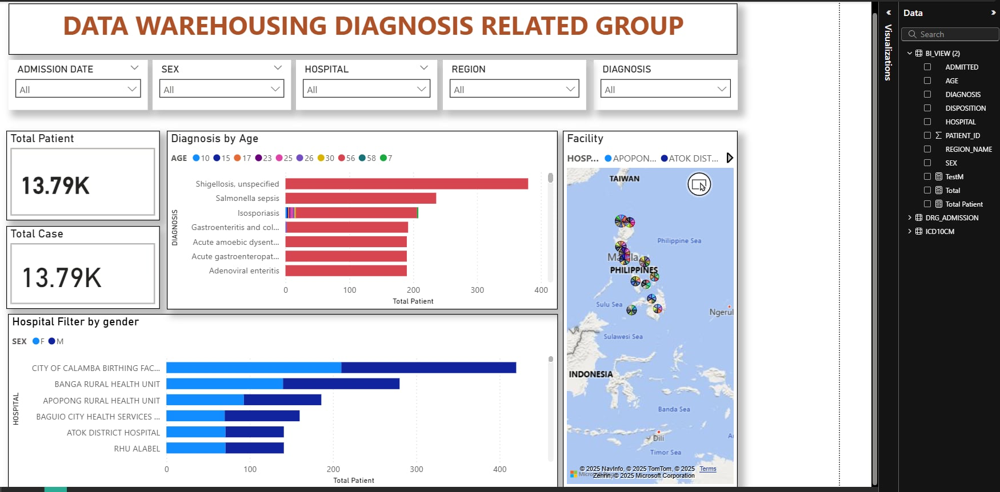 DATA WAREHOUSING DIAGNOSIS RELATED GROUP
ADMISSION DATE
All
SEX
All
HOSPITAL
All
REGION
All
DIAGNOSIS
All
Total Patient
13.79K
Total Case
13.79K
Diagnosis by Age
AGE 10 15 17 23 25 26 30 56 58 7
DIAGNOSIS
Shigellosis, unspecified
Salmonella sepsis
Isosporiasis
Gastroenteritis and col...
Acute amoebic dysent...
Acute gastroenteropat...
Adenoviral enteritis
0 100 200 300 400
Total Patient
Facility
HOSP... APOPON... ATOK DIST...
TAIWAN
Philippine Sea
PHILIPPINES
Sulu Sea
Ngerul
Sulawesi Sea
INDONESIA
Banda Sea
Dili
Timor Sea
© 2025 NavInfo, © 2025 TomTom, © 2025 Terms
Zenrin, © 2025 Microsoft Corporation
Hospital Filter by gender
SEX F M
HOSPITAL
CITY OF CALAMBA BIRTHING FAC...
BANGA RURAL HEALTH UNIT
APOPONG RURAL HEALTH UNIT
BAGUIO CITY HEALTH SERVICES ...
ATOK DISTRICT HOSPITAL
RHU ALABEL
0 100 200 300 400
Total Patient
Visualizations
Data
Search
BI_VIEW (2)
ADMITTED
AGE
DIAGNOSIS
DISPOSITION
HOSPITAL
PATIENT_ID
REGION_NAME
SEX
TestM
Total
Total Patient
DRG_ADMISSION
ICD10CM